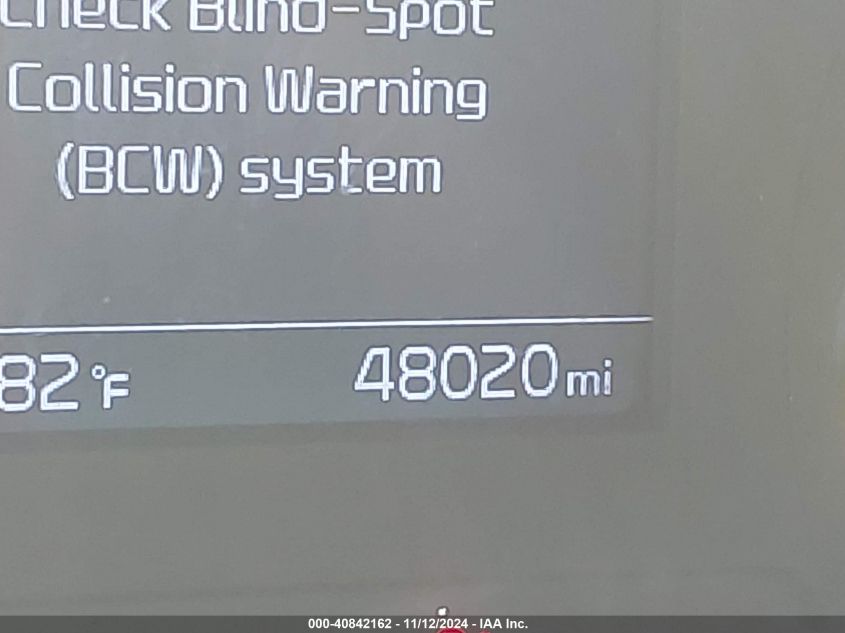 Check Blind-Spot
Collision Warning
(BCW) system
82 °F 48020 mi
000-40842162 - 11/12/2024 - IAA Inc.